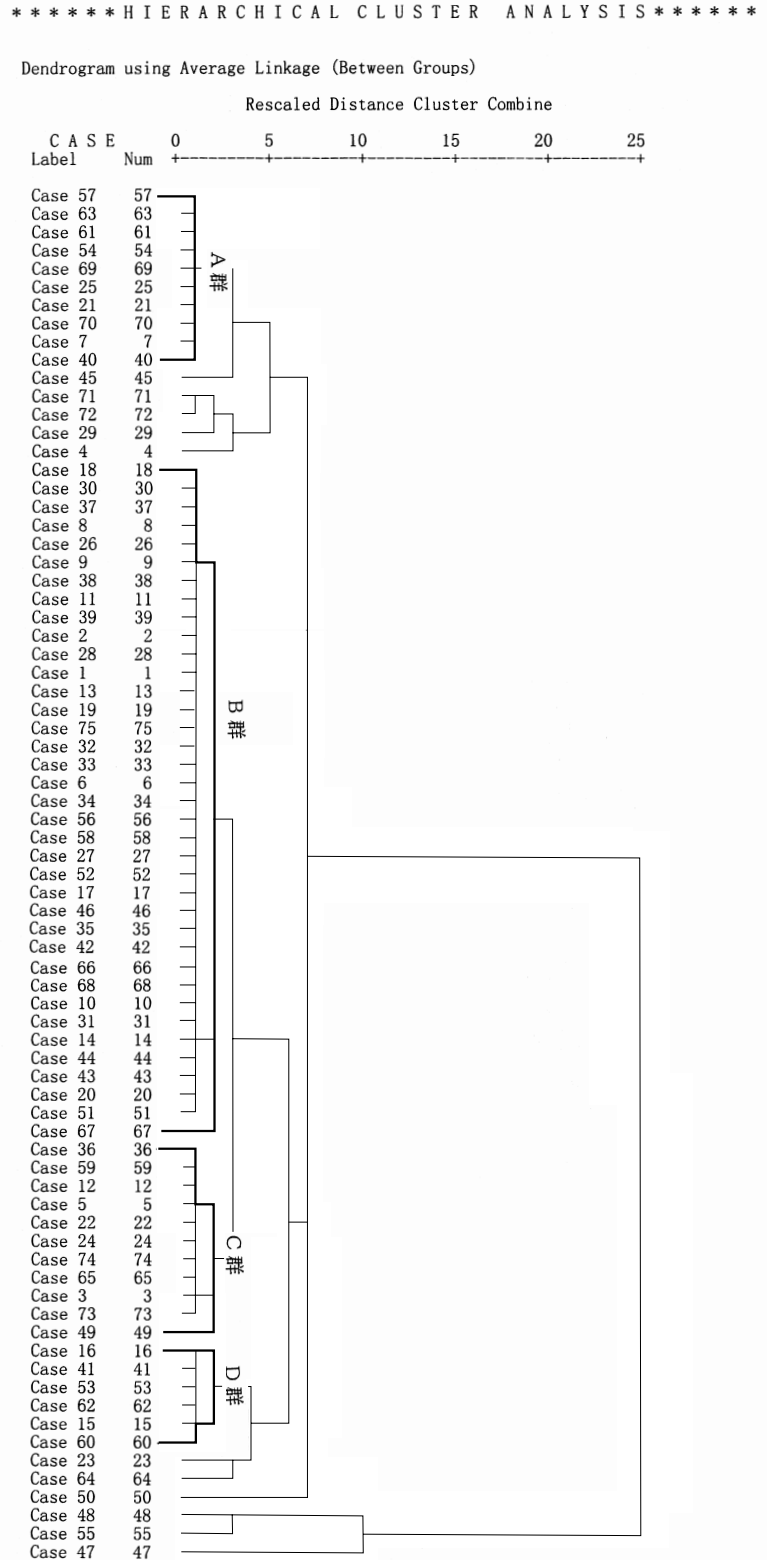 * * * * * * H I E R A R C H I C A L  C L U S T E R  A N A L Y S I S * * * * * *
Dendrogram using Average Linkage (Between Groups)
Rescaled Distance Cluster Combine
C A S E 0 5 10 15 20 25
Label Num
Case 57 57
Case 63 63
Case 61 61
Case 54 54
Case 69 69
A群
Case 25 25
Case 21 21
Case 70 70
Case 7 7
Case 40 40
Case 45 45
Case 71 71
Case 72 72
Case 29 29
Case 4 4
Case 18 18
Case 30 30
Case 37 37
Case 8 8
Case 26 26
Case 9 9
Case 38 38
Case 11 11
Case 39 39
Case 2 2
Case 28 28
Case 1 1
Case 13 13
Case 19 19
B群
Case 75 75
Case 32 32
Case 33 33
Case 6 6
Case 34 34
Case 56 56
Case 58 58
Case 27 27
Case 52 52
Case 17 17
Case 46 46
Case 35 35
Case 42 42
Case 66 66
Case 68 68
Case 10 10
Case 31 31
Case 14 14
Case 44 44
Case 43 43
Case 20 20
Case 51 51
Case 67 67
Case 36 36
Case 59 59
Case 12 12
Case 5 5
Case 22 22
Case 24 24
C群
Case 74 74
Case 65 65
Case 3 3
Case 73 73
Case 49 49
Case 16 16
Case 41 41
Case 53 53
D群
Case 62 62
Case 15 15
Case 60 60
Case 23 23
Case 64 64
Case 50 50
Case 48 48
Case 55 55
Case 47 47